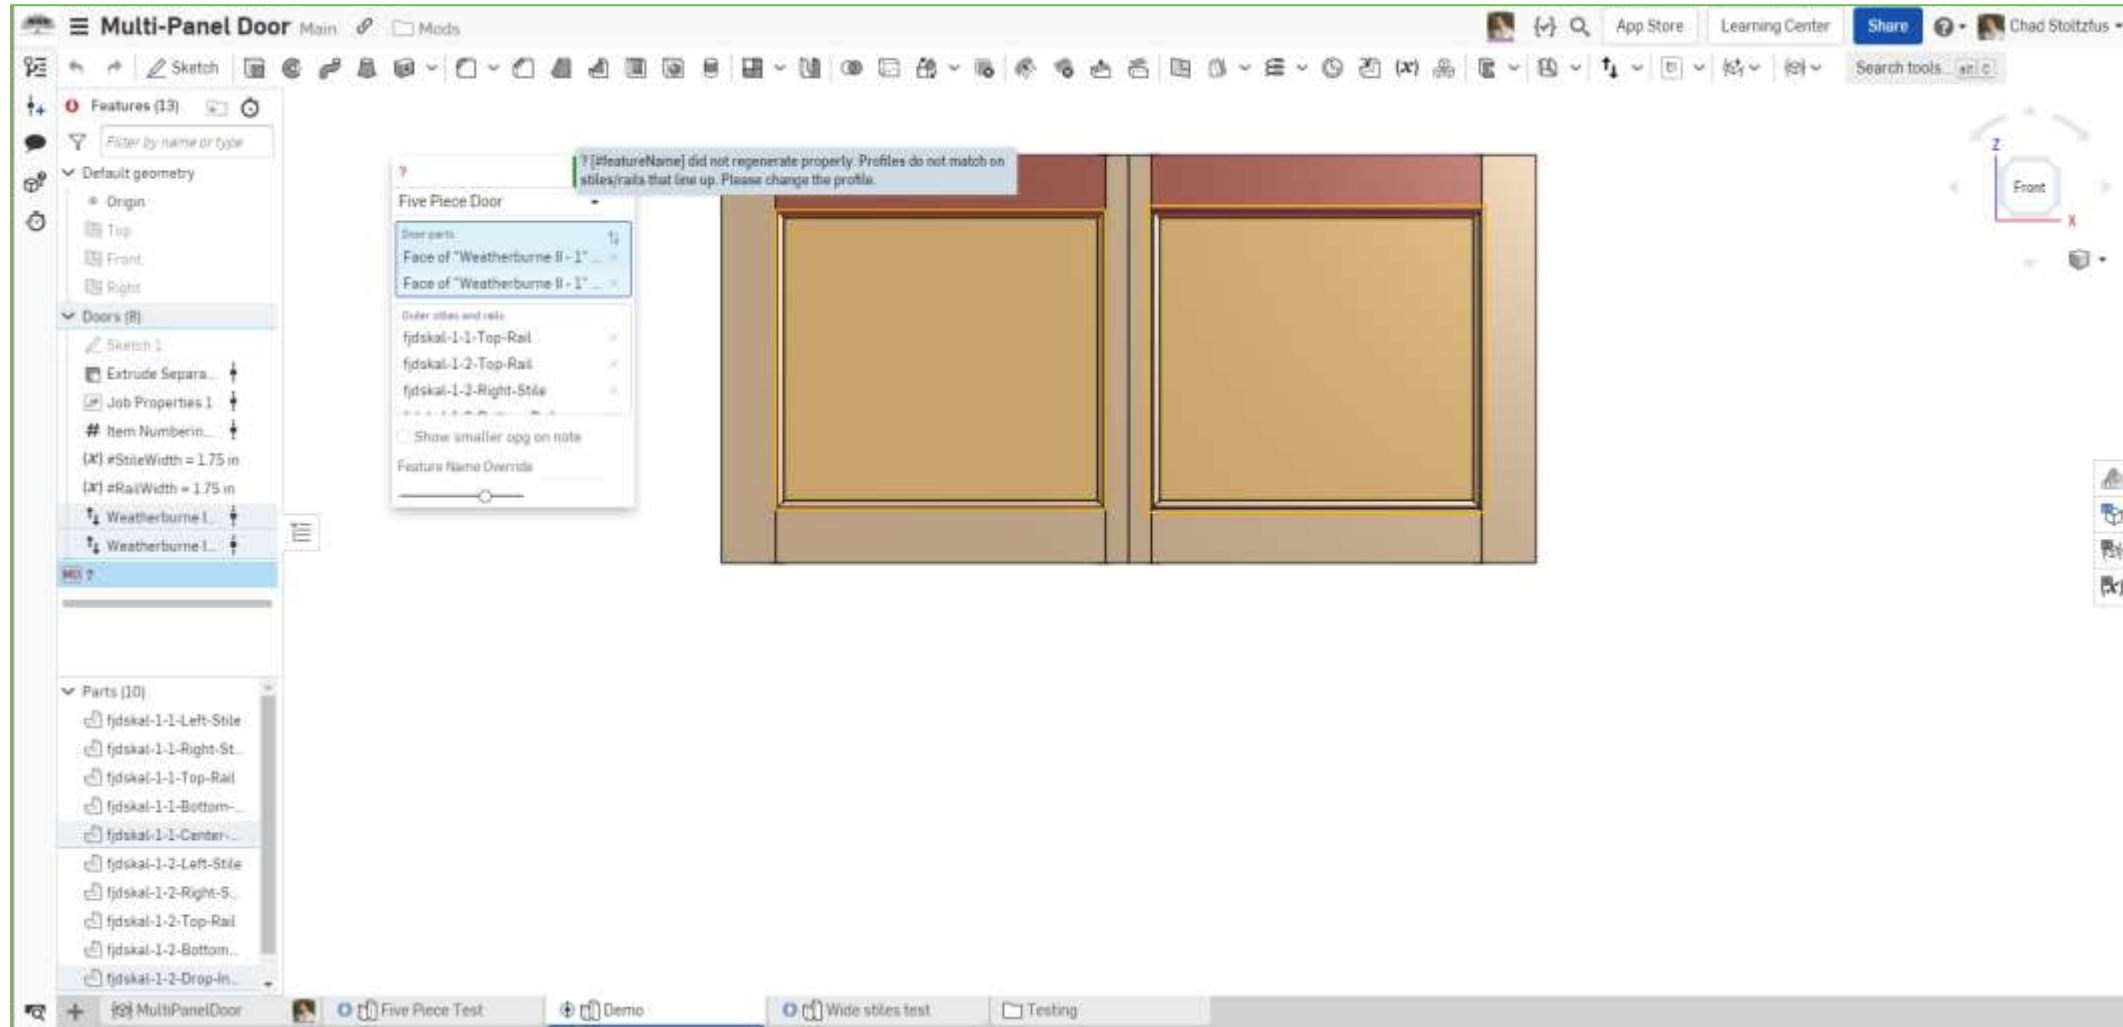 Multi-Panel Door Main Mods
App Store
Learning Center
Share
Chad Stoltzfus
Sketch
Search tools... alt C
Features (13)
Filter by name or type
Default geometry
Origin
Top
Front
Right
Doors (8)
Sketch 1
Extrude Separa...
Job Properties 1
# Item Numberin...
(x) #StileWidth = 1.75 in
(x) #RailWidth = 1.75 in
Weatherburne I...
Weatherburne I...
?
Parts (10)
fjdskal-1-1-Left-Stile
fjdskal-1-1-Right-St...
fjdskal-1-1-Top-Rail
fjdskal-1-1-Bottom-...
fjdskal-1-1-Center-...
fjdskal-1-2-Left-Stile
fjdskal-1-2-Right-S...
fjdskal-1-2-Top-Rail
fjdskal-1-2-Bottom...
fjdskal-1-2-Drop-In...
?
? [#featureName] did not regenerate properly. Profiles do not match on
stiles/rails that line up. Please change the profile.
Five Piece Door
Door parts
Face of "Weatherburne II - 1" ...
Face of "Weatherburne II - 1" ...
Outer stiles and rails
fjdskal-1-1-Top-Rail
fjdskal-1-2-Top-Rail
fjdskal-1-2-Right-Stile
Show smaller opg on note
Feature Name Override
Z
Front
X
MultiPanelDoor
Five Piece Test
Demo
Wide stiles test
Testing